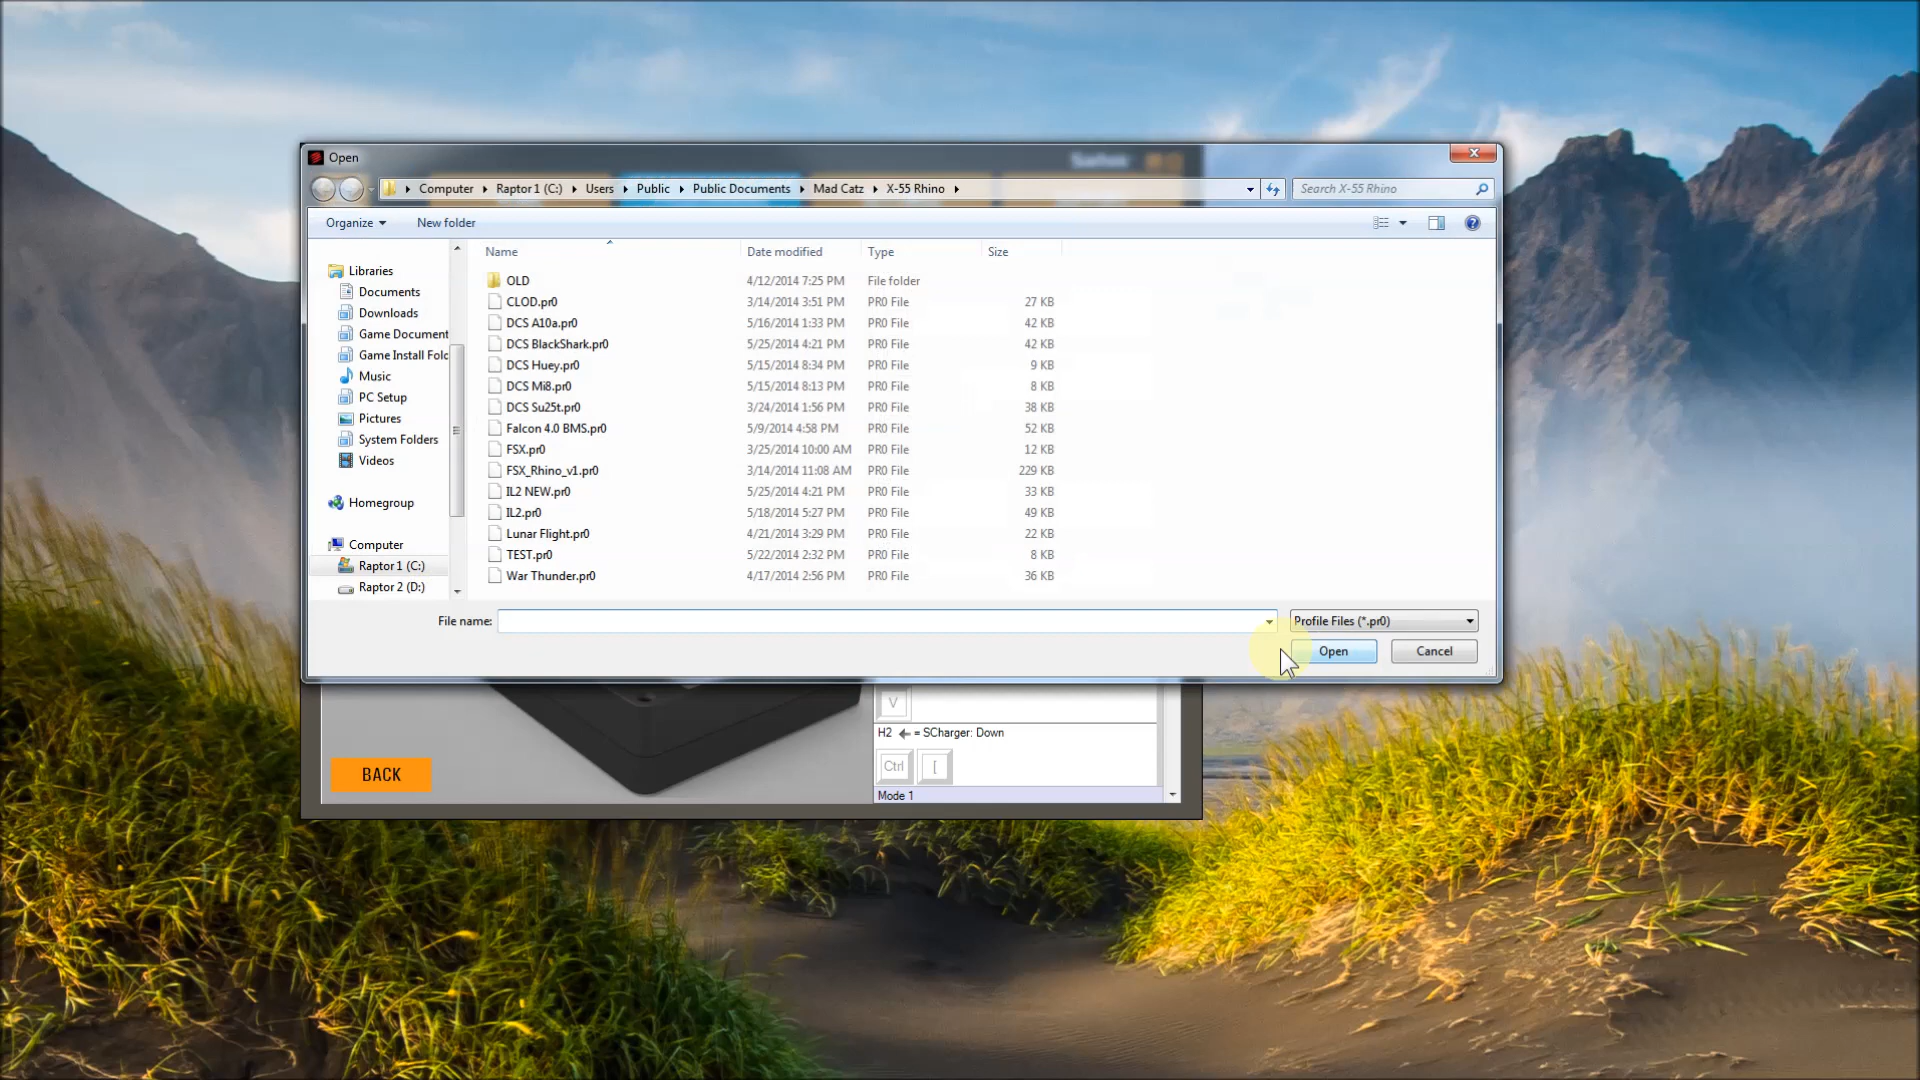 Open
Computer Raptor 1 (C:) Users Public Public Documents Mad Catz X-55 Rhino Search X-55 Rhino
Organize New folder
Name Date modified Type Size
Libraries
Documents
Downloads
Game Document
Game Install Folc
Music
PC Setup
Pictures
System Folders
Videos
Homegroup
Computer
Raptor 1 (C:)
Raptor 2 (D:)
OLD 4/12/2014 7:25 PM File folder
CLOD.pr0 3/14/2014 3:51 PM PR0 File 27 KB
DCS A10a.pr0 5/16/2014 1:33 PM PR0 File 42 KB
DCS BlackShark.pr0 5/25/2014 4:21 PM PR0 File 42 KB
DCS Huey.pr0 5/15/2014 8:34 PM PR0 File 9 KB
DCS Mi8.pr0 5/15/2014 8:13 PM PR0 File 8 KB
DCS Su25t.pr0 3/24/2014 1:56 PM PR0 File 38 KB
Falcon 4.0 BMS.pr0 5/9/2014 4:58 PM PR0 File 52 KB
FSX.pr0 3/25/2014 10:00 AM PR0 File 12 KB
FSX_Rhino_v1.pr0 3/14/2014 11:08 AM PR0 File 229 KB
IL2 NEW.pr0 5/25/2014 4:21 PM PR0 File 33 KB
IL2.pr0 5/18/2014 5:27 PM PR0 File 49 KB
Lunar Flight.pr0 4/21/2014 3:29 PM PR0 File 22 KB
TEST.pr0 5/22/2014 2:32 PM PR0 File 8 KB
War Thunder.pr0 4/17/2014 2:56 PM PR0 File 36 KB
File name: Profile Files (*.pr0)
Open Cancel
V
H2 = SCharger: Down
Ctrl [
BACK
Mode 1